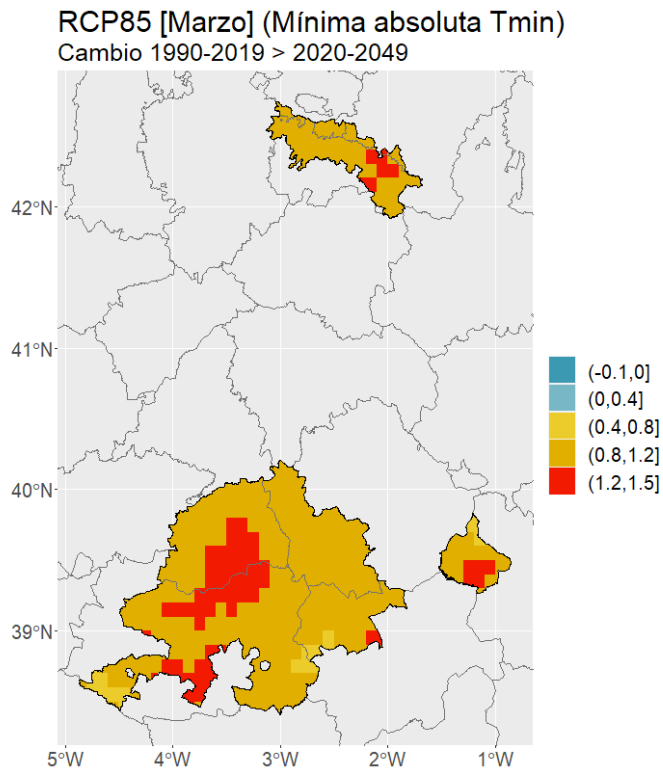 RCP85 [Marzo] (Mínima absoluta Tmin)
Cambio 1990-2019 > 2020-2049
42°N
41°N
40°N
39°N
5°W 4°W 3°W 2°W 1°W
(-0.1,0]
(0,0.4]
(0.4,0.8]
(0.8,1.2]
(1.2,1.5]